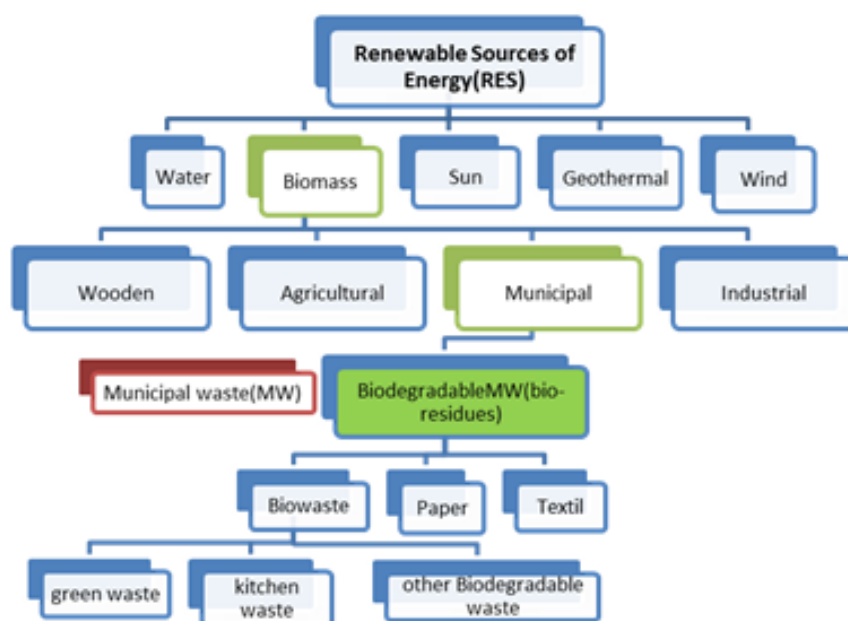 Renewable Sources of
Energy(RES)
Water
Biomass
Sun
Geothermal
Wind
Wooden
Agricultural
Municipal
Industrial
Municipal waste(MW)
BiodegradableMW(bio-
residues)
Biowaste
Paper
Textil
green waste
kitchen
waste
other Biodegradable
waste